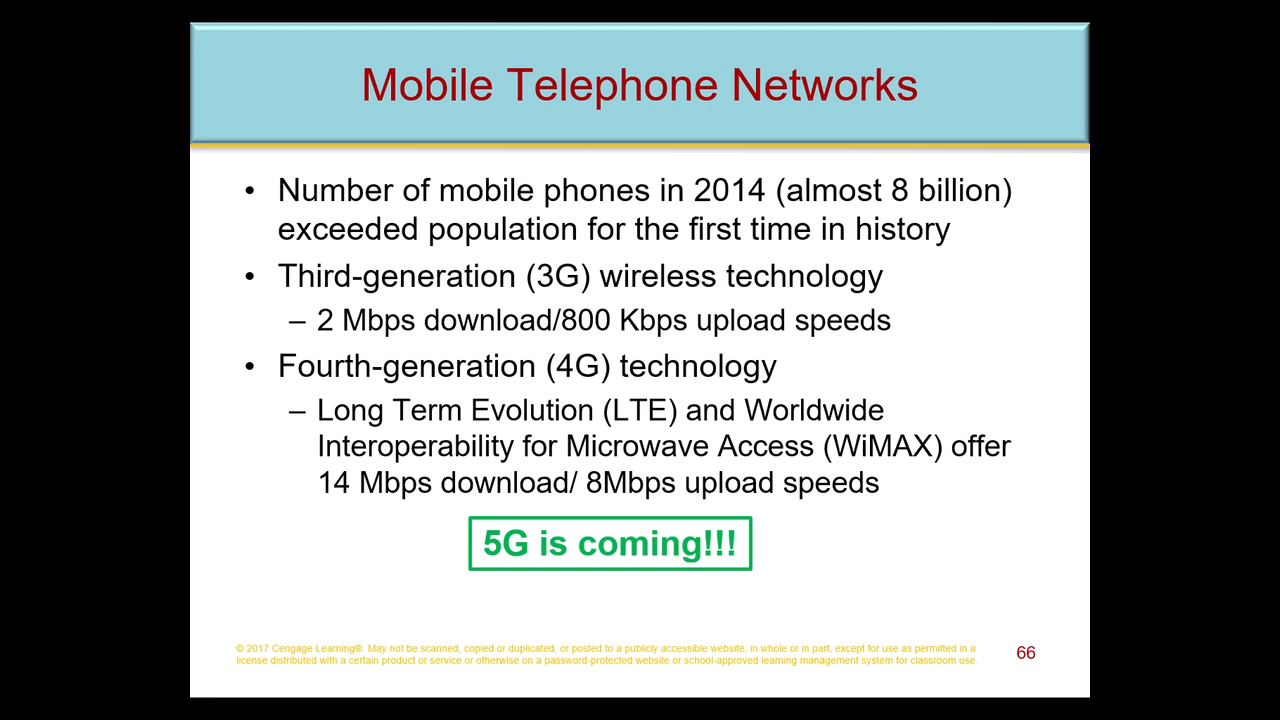 Mobile Telephone Networks
• Number of mobile phones in 2014 (almost 8 billion)
exceeded population for the first time in history
• Third-generation (3G) wireless technology
– 2 Mbps download/800 Kbps upload speeds
• Fourth-generation (4G) technology
– Long Term Evolution (LTE) and Worldwide
Interoperability for Microwave Access (WiMAX) offer
14 Mbps download/ 8Mbps upload speeds
5G is coming!!!
© 2017 Cengage Learning®. May not be scanned, copied or duplicated, or posted to a publicly accessible website, in whole or in part, except for use as permitted in a
license distributed with a certain product or service or otherwise on a password-protected website or school-approved learning management system for classroom use.
66